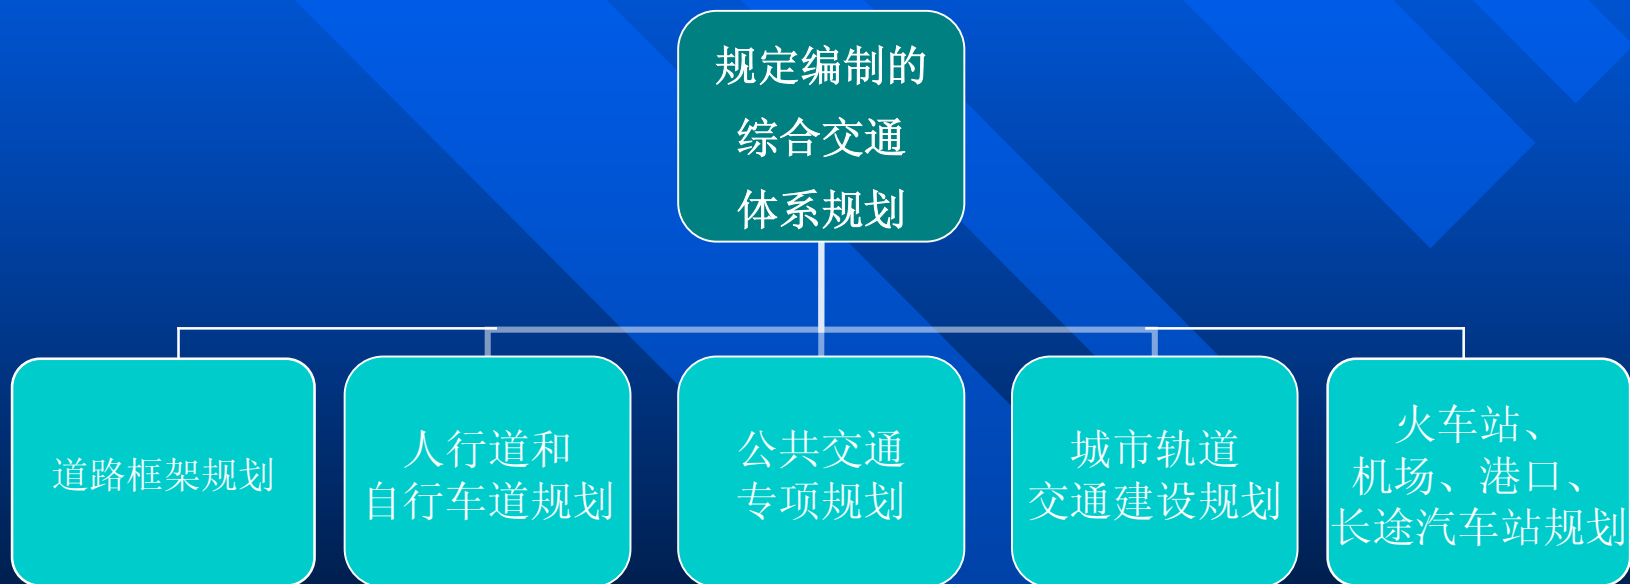 规定编制的
综合交通
体系规划
道路框架规划
人行道和
自行车道规划
公共交通
专项规划
城市轨道
交通建设规划
火车站、
机场、港口、
长途汽车站规划